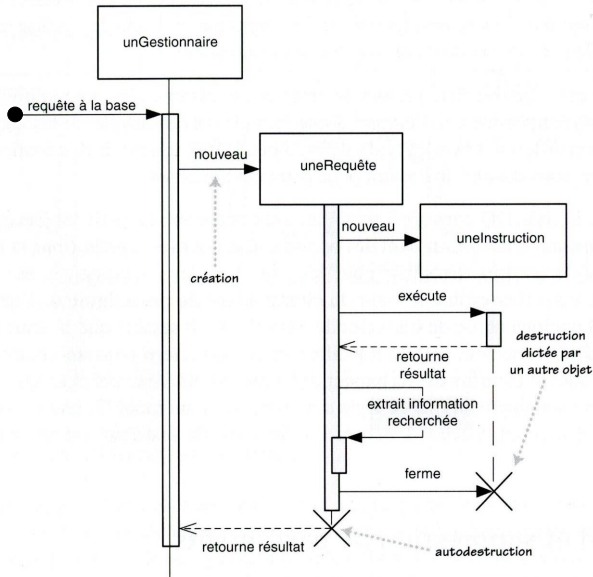 unGestionnaire
requête à la base
nouveau
uneRequête
nouveau
uneInstruction
création
exécute
destruction
dictée par
un autre objet
retourne
résultat
extrait information
recherchée
ferme
retourne résultat
autodestruction